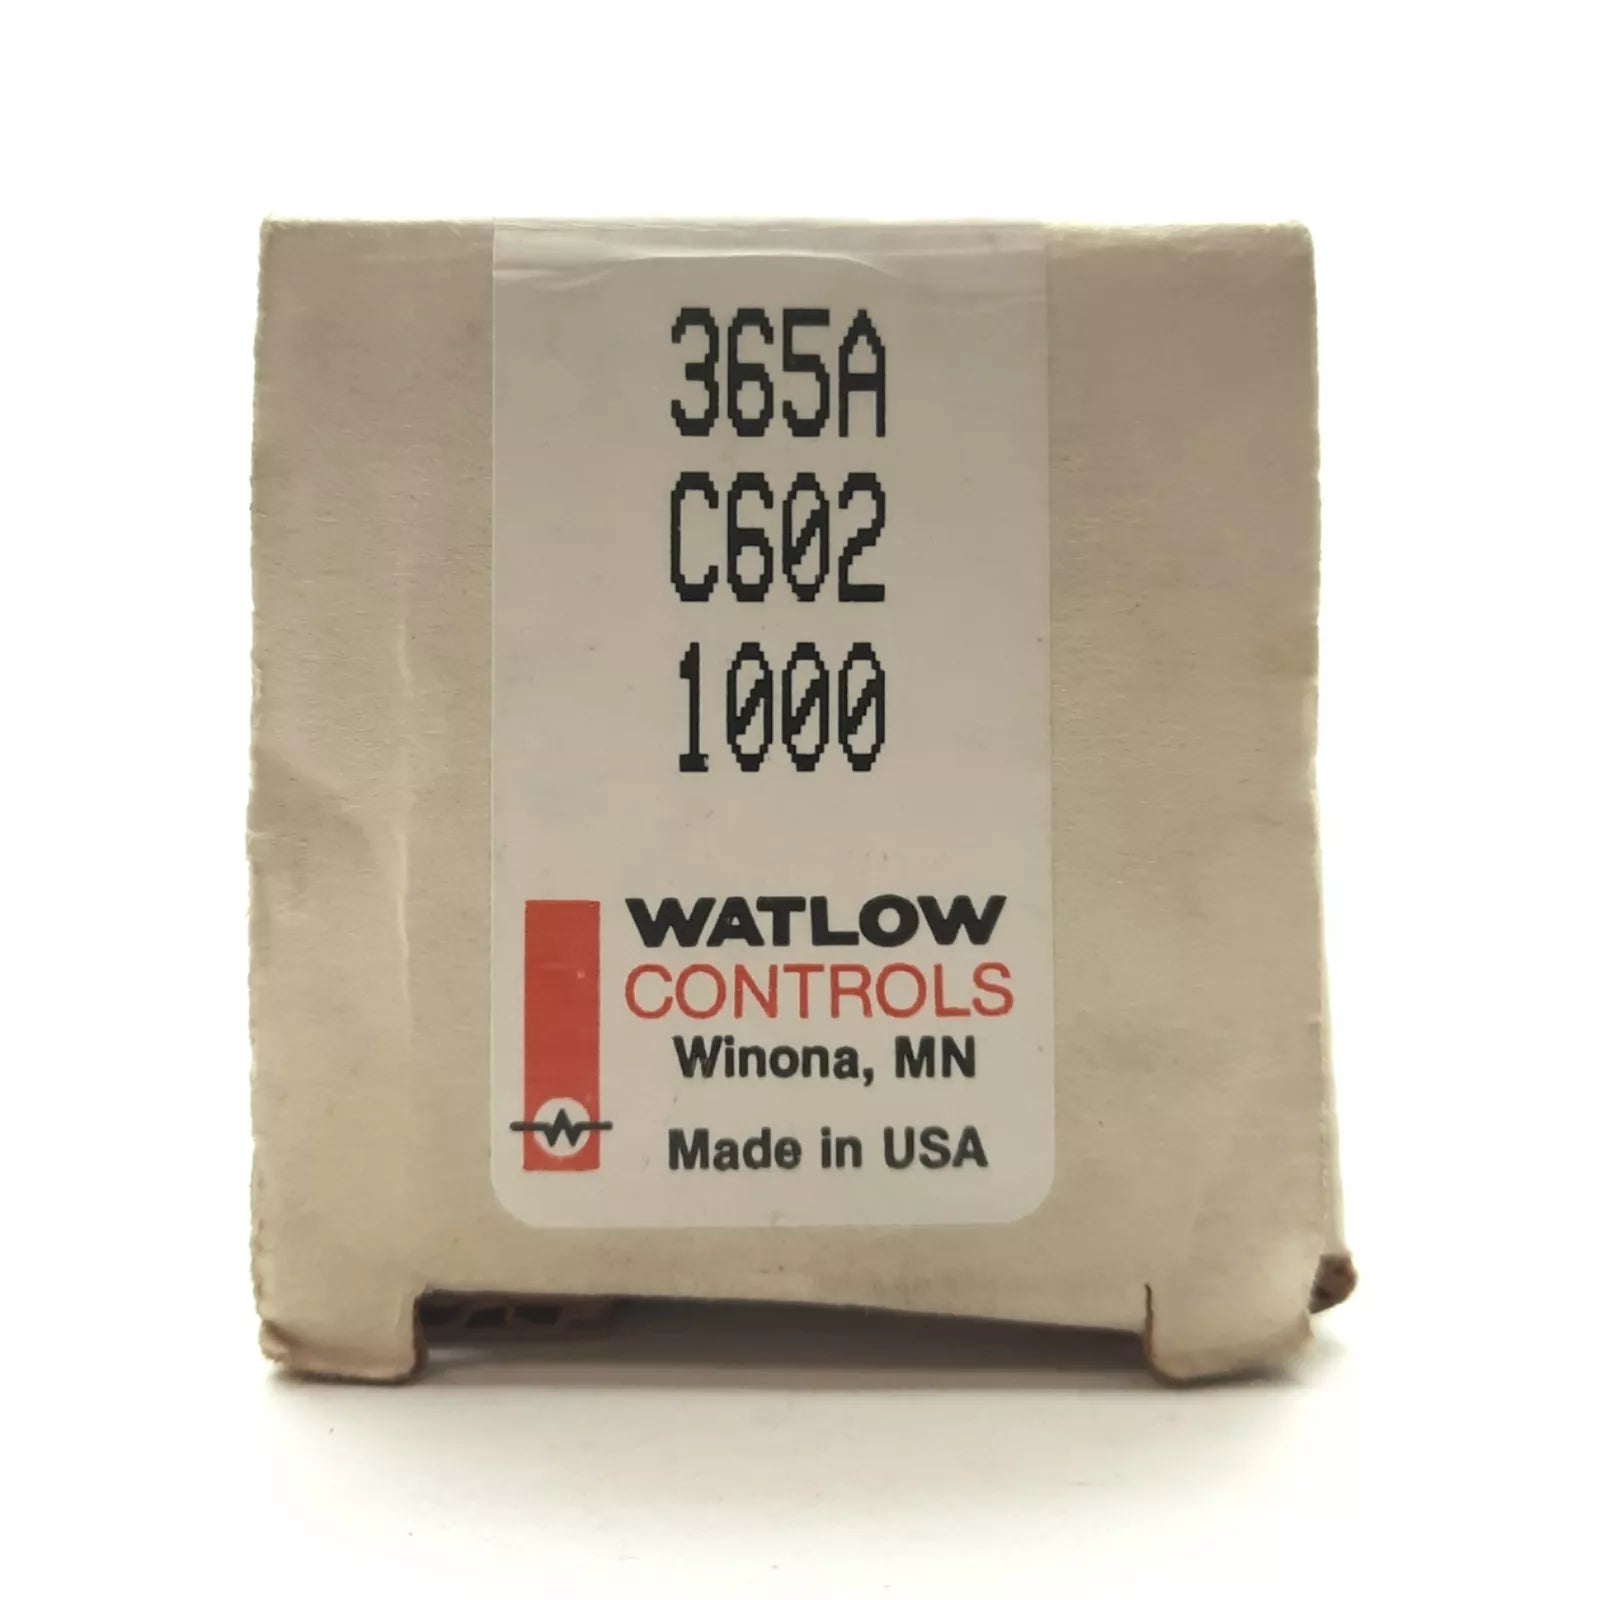 365A
C602
1000
WATLOW
CONTROLS
Winona, MN
Made in USA